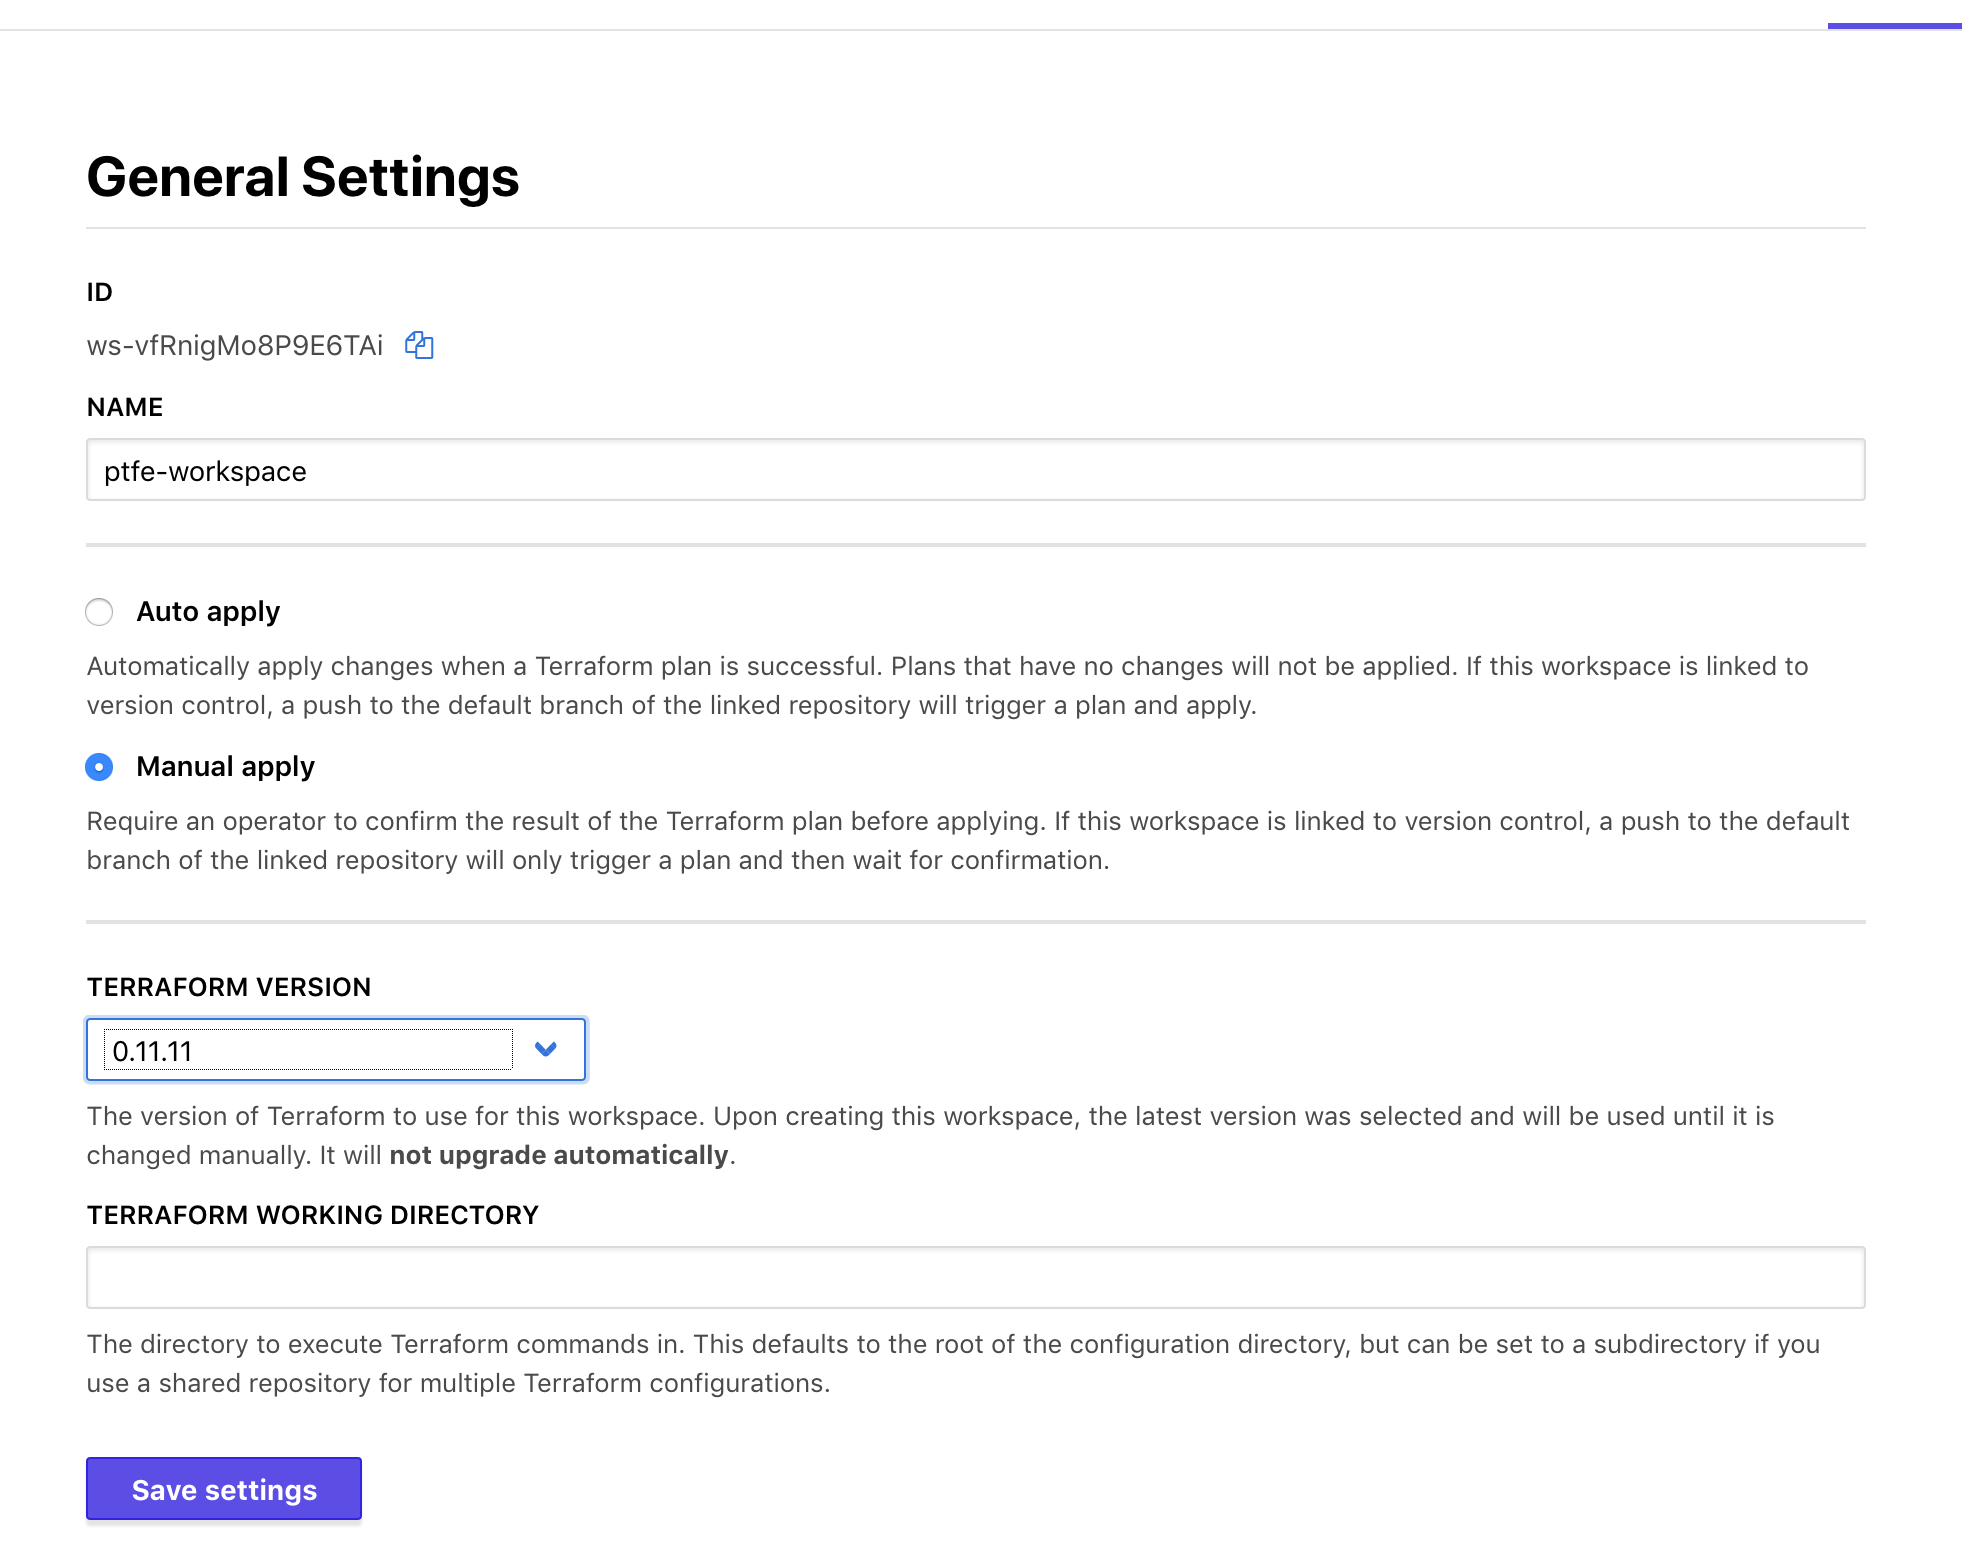 General Settings
ID
ws-vfRnigMo8P9E6TAi
NAME
ptfe-workspace
Auto apply
Automatically apply changes when a Terraform plan is successful. Plans that have no changes will not be applied. If this workspace is linked to
version control, a push to the default branch of the linked repository will trigger a plan and apply.
Manual apply
Require an operator to confirm the result of the Terraform plan before applying. If this workspace is linked to version control, a push to the default
branch of the linked repository will only trigger a plan and then wait for confirmation.
TERRAFORM VERSION
0.11.11
The version of Terraform to use for this workspace. Upon creating this workspace, the latest version was selected and will be used until it is
changed manually. It will not upgrade automatically.
TERRAFORM WORKING DIRECTORY
The directory to execute Terraform commands in. This defaults to the root of the configuration directory, but can be set to a subdirectory if you
use a shared repository for multiple Terraform configurations.
Save settings